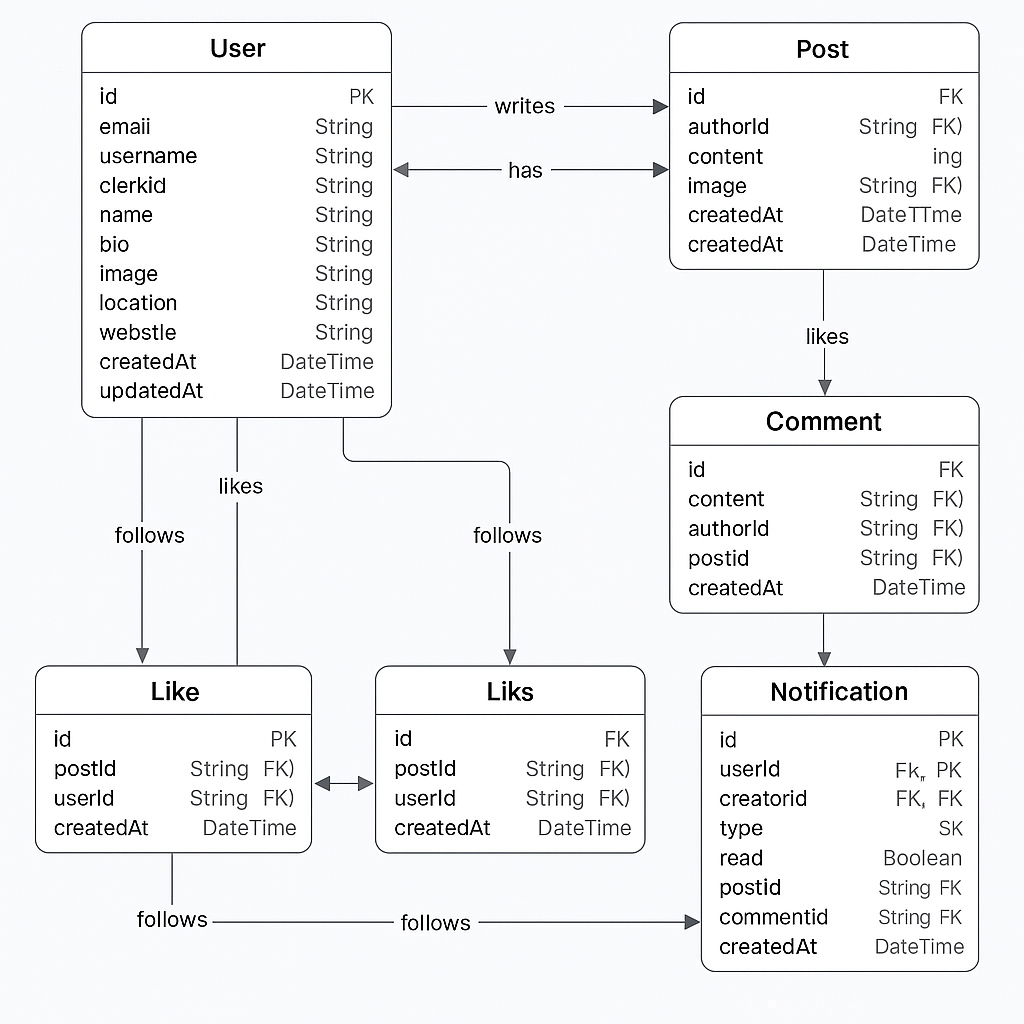 User
id PK
emaii String
username String
clerkid String
name String
bio String
image String
location String
webstle String
createdAt DateTime
updatedAt DateTime
writes
has
Post
id FK
authorId String FK)
content ing
image String FK)
createdAt DateTTme
createdAt DateTime
likes
Comment
id FK
content String FK)
authorId String FK)
postid String FK)
createdAt DateTime
follows
likes
follows
Like
id PK
postId String FK)
userId String FK)
createdAt DateTime
Liks
id FK
postId String FK)
userId String FK)
createdAt DateTime
Notification
id PK
userId Fk,, PK
creatorid FK, FK
type SK
read Boolean
postid String FK
commentid String FK
createdAt DateTime
follows
follows